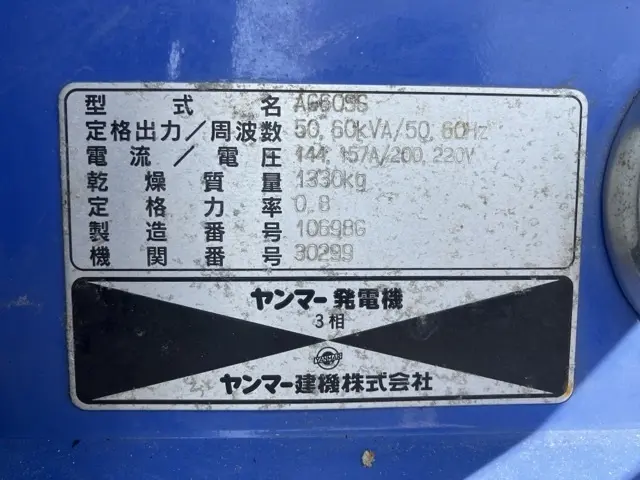 型式名 AG60SS
定格出力/周波数 50,60kVA/50,60Hz
電流/電圧 144,157A/200,220V
乾燥質量 1330kg
定格力率 0.8
製造番号 10698G
機関番号 30299
ヤンマー発電機
3相
YANMAR
ヤンマー建機株式会社